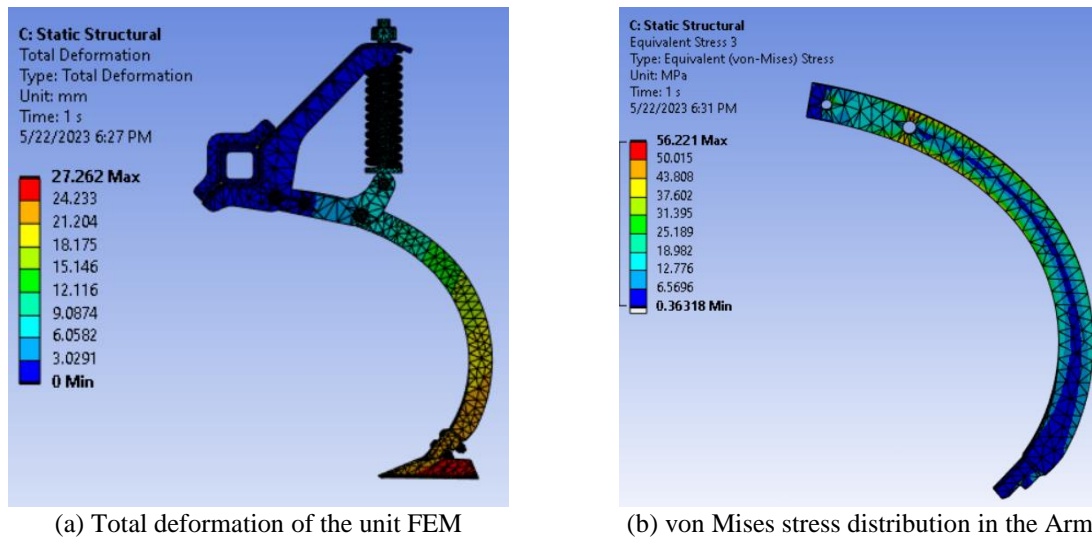 C: Static Structural
Total Deformation
Type: Total Deformation
Unit: mm
Time: 1 s
5/22/2023 6:27 PM
27.262 Max
24.233
21.204
18.175
15.146
12.116
9.0874
6.0582
3.0291
0 Min
(a) Total deformation of the unit FEM
C: Static Structural
Equivalent Stress 3
Type: Equivalent (von-Mises) Stress
Unit: MPa
Time: 1 s
5/22/2023 6:31 PM
56.221 Max
50.015
43.808
37.602
31.395
25.189
18.982
12.776
6.5696
0.36318 Min
(b) von Mises stress distribution in the Arm